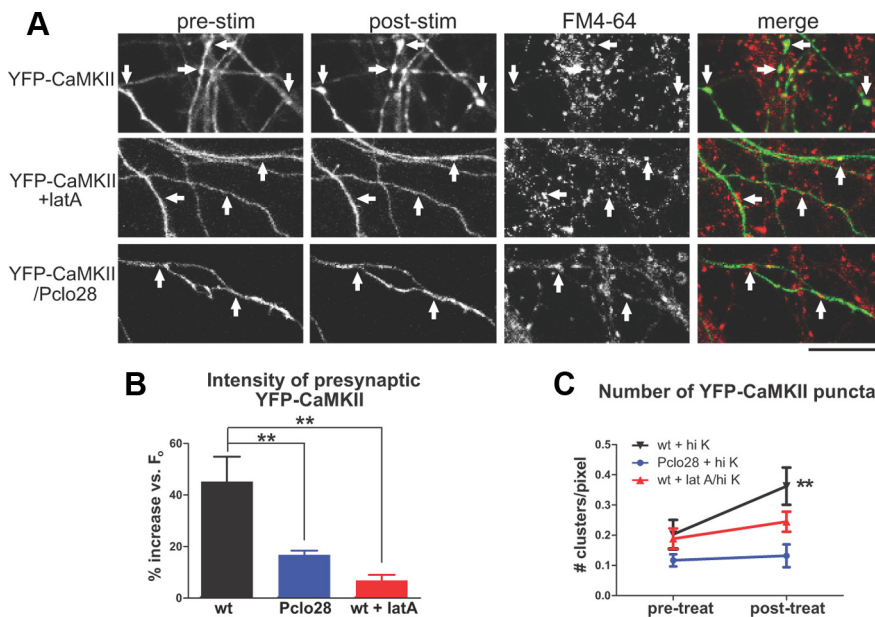 A
pre-stim post-stim FM4-64 merge
YFP-CaMKII
YFP-CaMKII
+latA
YFP-CaMKII
/Pclo28
B
Intensity of presynaptic
YFP-CaMKII
**
**
% increase vs. Fo
60
40
20
0
wt Pclo28 wt + latA
C
Number of YFP-CaMKII puncta
wt + hi K
Pclo28 + hi K
wt + lat A/hi K
**
# clusters/pixel
0.5
0.4
0.3
0.2
0.1
0.0
pre-treat post-treat